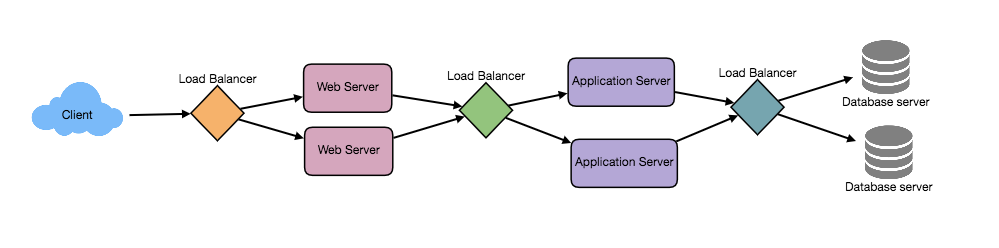 Client
Load Balancer
Web Server
Web Server
Load Balancer
Application Server
Application Server
Load Balancer
Database server
Database server